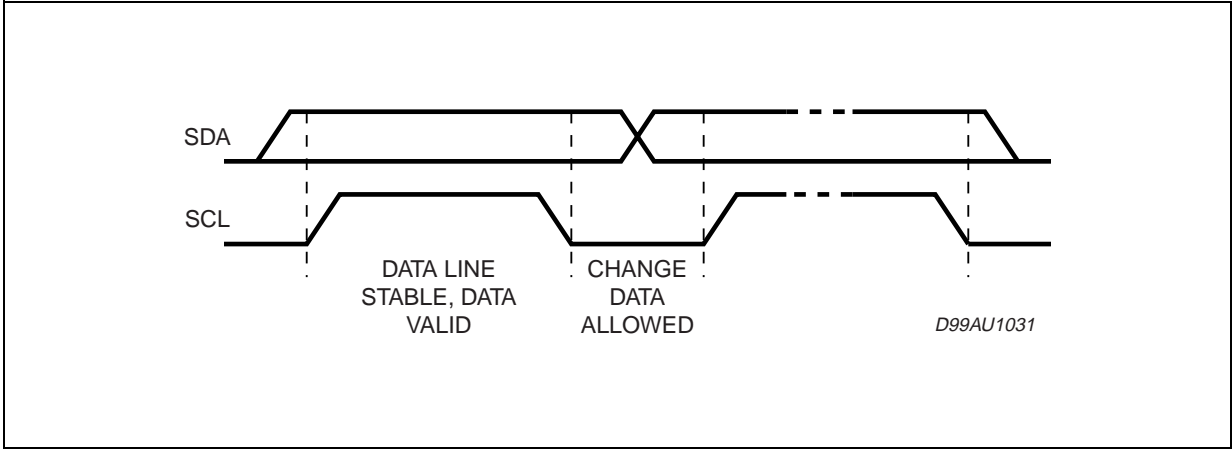 SDA
SCL
DATA LINE
STABLE, DATA
VALID
CHANGE
DATA
ALLOWED
D99AU1031